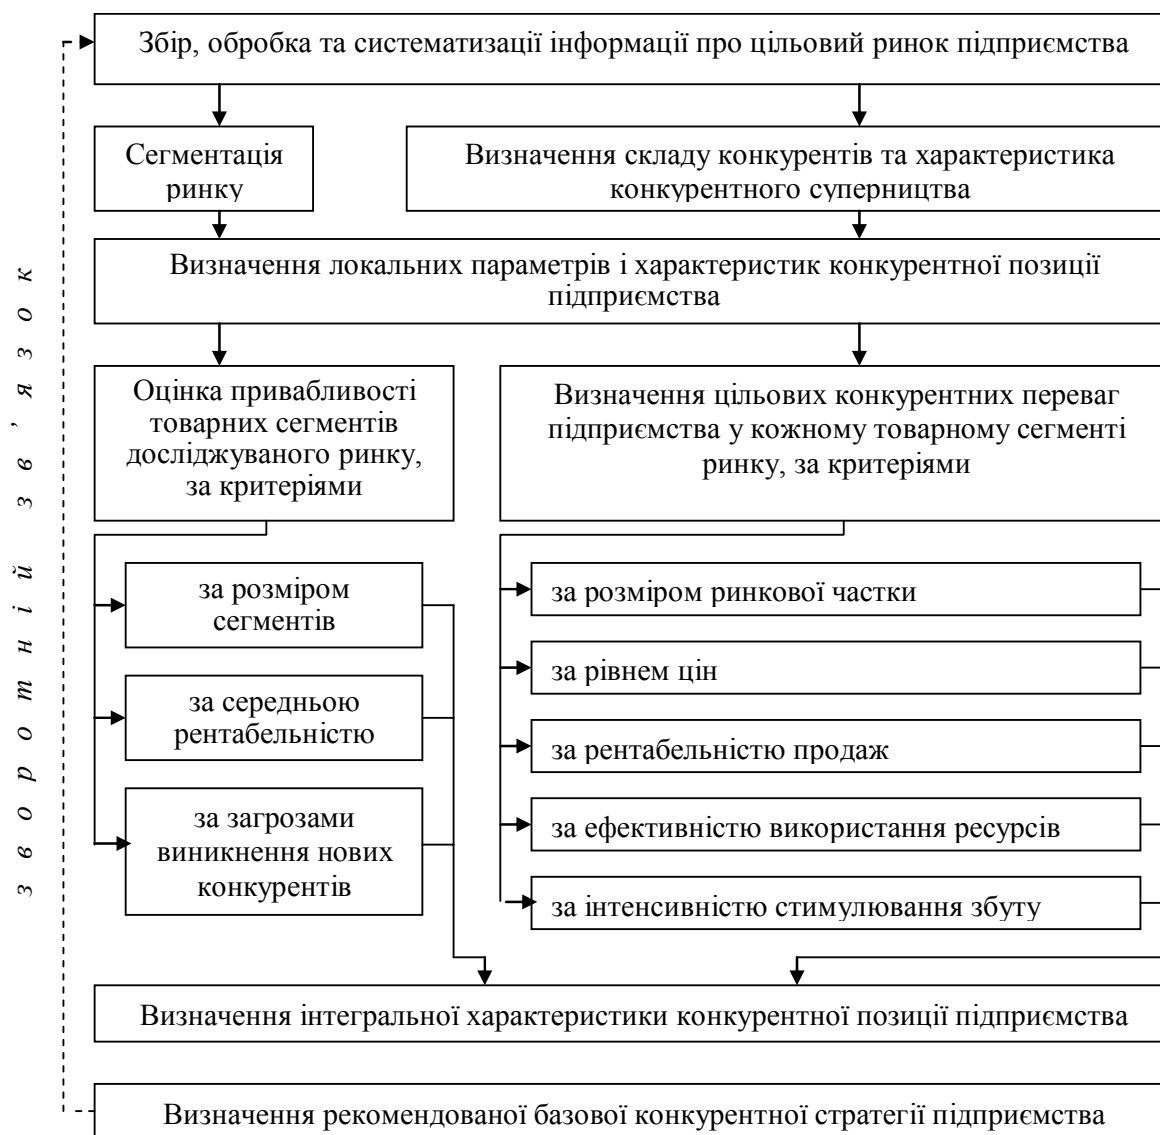 Збір, обробка та систематизації інформації про цільовий ринок підприємства
Сегментація
ринку
Визначення складу конкурентів та характеристика
конкурентного суперництва
Визначення локальних параметрів і характеристик конкурентної позиції
підприємства
Оцінка привабливості
товарних сегментів
досліджуваного ринку,
за критеріями
Визначення цільових конкурентних переваг
підприємства у кожному товарному сегменті
ринку, за критеріями
за розміром
сегментів
за середньою
рентабельністю
за загрозами
виникнення нових
конкурентів
за розміром ринкової частки
за рівнем цін
за рентабельністю продаж
за ефективністю використання ресурсів
за інтенсивністю стимулювання збуту
Визначення інтегральної характеристики конкурентної позиції підприємства
Визначення рекомендованої базової конкурентної стратегії підприємства
зворотній зв’язок